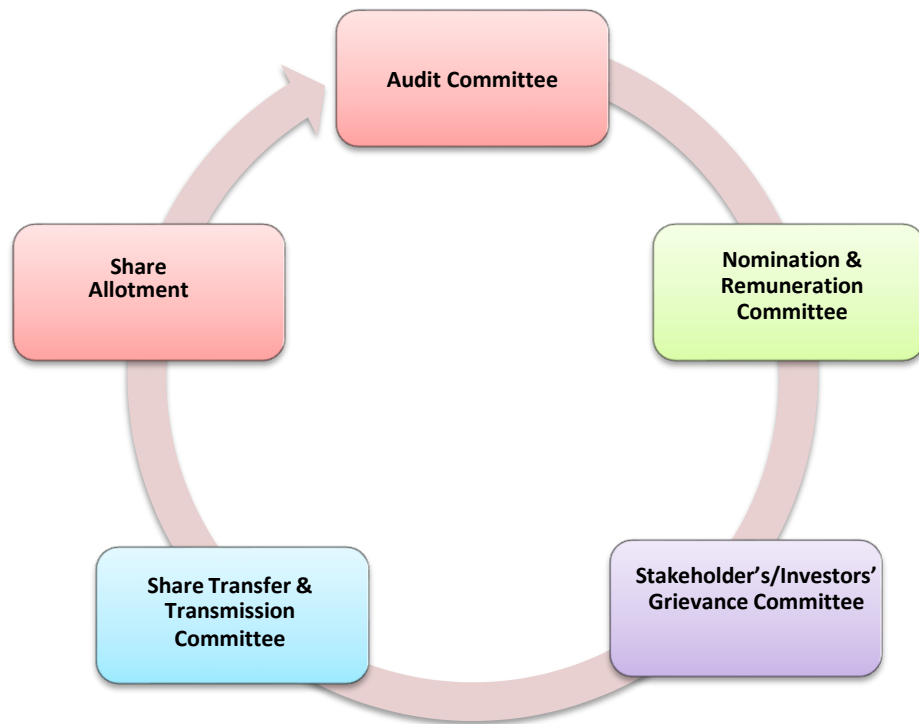 Audit Committee
Nomination &
Remuneration
Committee
Stakeholder’s/Investors’
Grievance Committee
Share Transfer &
Transmission
Committee
Share
Allotment